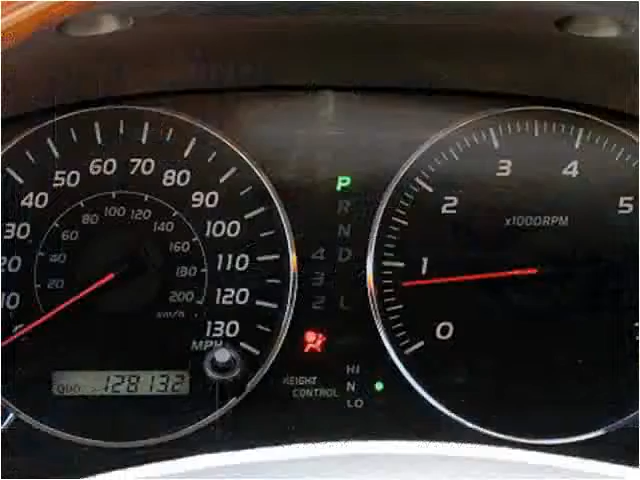 10 20 30 40 50 60 70 80 90 100 110 120 130
MPH
20 40 60 80 100 120 140 160 180 200
km/h
ODO 128132
P
R
N
4 D
3
2 L
HEIGHT CONTROL
HI
N
LO
0 1 2 3 4 5
x1000RPM